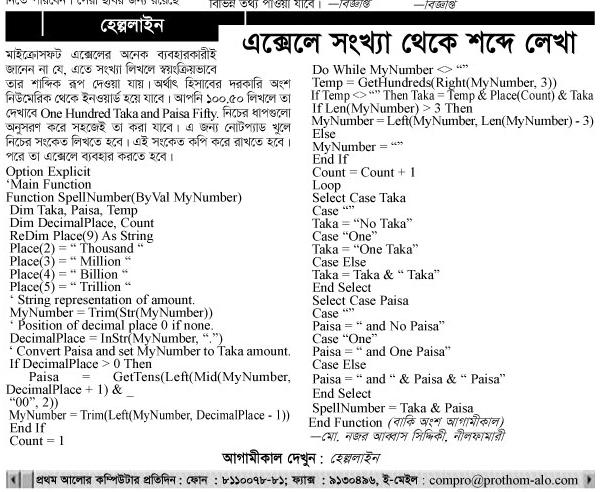 বিভিন্ন তথ্য পাওয়া যাবে। —বিজ্ঞপ্তি
—বিজ্ঞপ্তি
হেল্পলাইন
এক্সেলে সংখ্যা থেকে শব্দে লেখা
মাইক্রোসফট এক্সেলের অনেক ব্যবহারকারীই
জানেন না যে, এতে সংখ্যা লিখলে স্বয়ংক্রিয়ভাবে
তার শাব্দিক রূপ দেওয়া যায়। অর্থাৎ হিসাবের দরকারি অংশ
নিউমেরিক থেকে ইনওয়ার্ড হয়ে যাবে। আপনি ১০০.৫০ লিখলে তা
দেখাবে One Hundred Taka and Paisa Fifty. নিচের ধাপগুলো
অনুসরণ করে সহজেই তা করা যাবে। এ জন্য নোটপ্যাড খুলে
নিচের সংকেত লিখতে হবে। এই সংকেত কপি করে রাখতে হবে।
পরে তা এক্সেলে ব্যবহার করতে হবে।
Option Explicit
‘Main Function
Function SpellNumber(ByVal MyNumber)
Dim Taka, Paisa, Temp
Dim DecimalPlace, Count
ReDim Place(9) As String
Place(2) = “ Thousand “
Place(3) = “ Million “
Place(4) = “ Billion “
Place(5) = “ Trillion “
‘ String representation of amount.
MyNumber = Trim(Str(MyNumber))
‘ Position of decimal place 0 if none.
DecimalPlace = InStr(MyNumber, “.”)
‘ Convert Paisa and set MyNumber to Taka amount.
If DecimalPlace > 0 Then
Paisa = GetTens(Left(Mid(MyNumber,
DecimalPlace + 1) & _
“00”, 2))
MyNumber = Trim(Left(MyNumber, DecimalPlace - 1))
End If
Count = 1
Do While MyNumber <> “”
Temp = GetHundreds(Right(MyNumber, 3))
If Temp <> “” Then Taka = Temp & Place(Count) & Taka
If Len(MyNumber) > 3 Then
MyNumber = Left(MyNumber, Len(MyNumber) - 3)
Else
MyNumber = “”
End If
Count = Count + 1
Loop
Select Case Taka
Case “”
Taka = “No Taka”
Case “One”
Taka = “One Taka”
Case Else
Taka = Taka & “ Taka”
End Select
Select Case Paisa
Case “”
Paisa = “ and No Paisa”
Case “One”
Paisa = “ and One Paisa”
Case Else
Paisa = “ and “ & Paisa & “ Paisa”
End Select
SpellNumber = Taka & Paisa
End Function (বাকি অংশ আগামীকাল)
—মো. নজর আব্বাস সিদ্দিকী, নীলফামারী
আগামীকাল দেখুন : হেল্পলাইন
প্রথম আলোর কম্পিউটার প্রতিদিন : ফোন : ৮১১০০৭৮-৮১; ফ্যাক্স : ৯১৩০৪৯৬, ই-মেইল : compro@prothom-alo.com